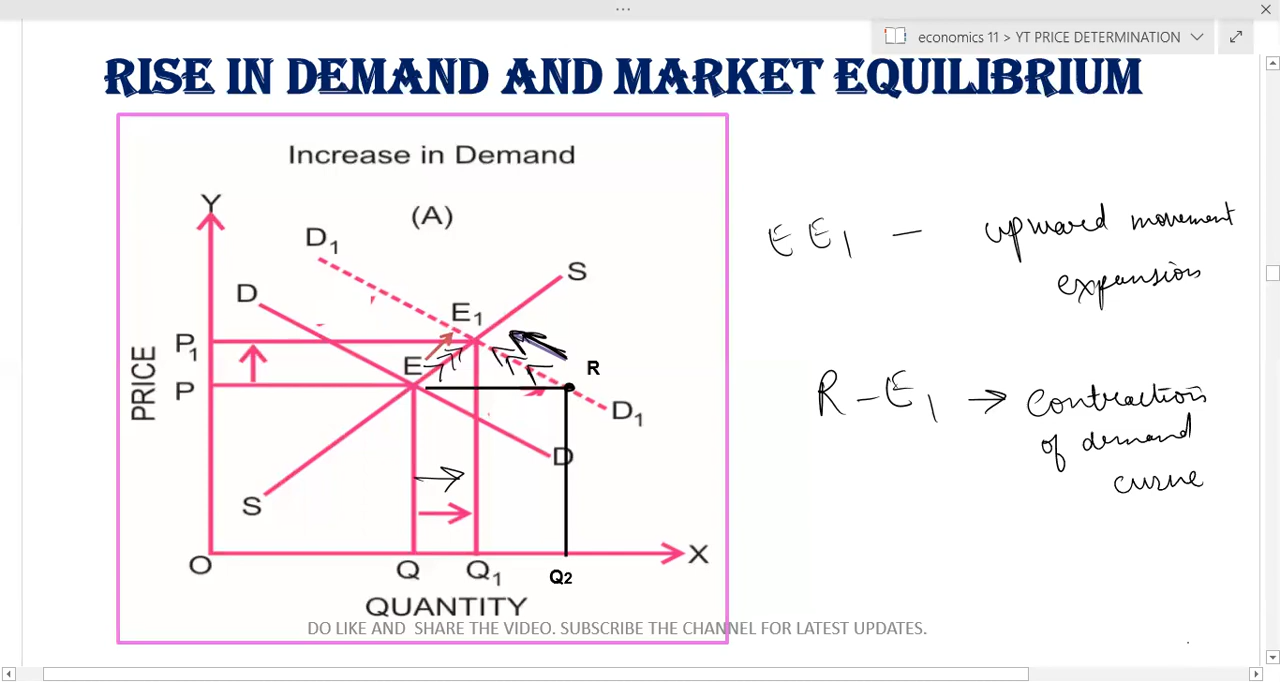 economics 11 > YT PRICE DETERMINATION
RISE IN DEMAND AND MARKET EQUILIBRIUM
Increase in Demand
(A)
Y
D₁
D
S
E₁
P₁
E
R
P
PRICE
D₁
D
S
O
Q
Q₁
Q2
X
QUANTITY
E E₁ — upward movement
expansion
R – E₁ → Contraction
of demand
curve
DO LIKE AND SHARE THE VIDEO. SUBSCRIBE THE CHANNEL FOR LATEST UPDATES.